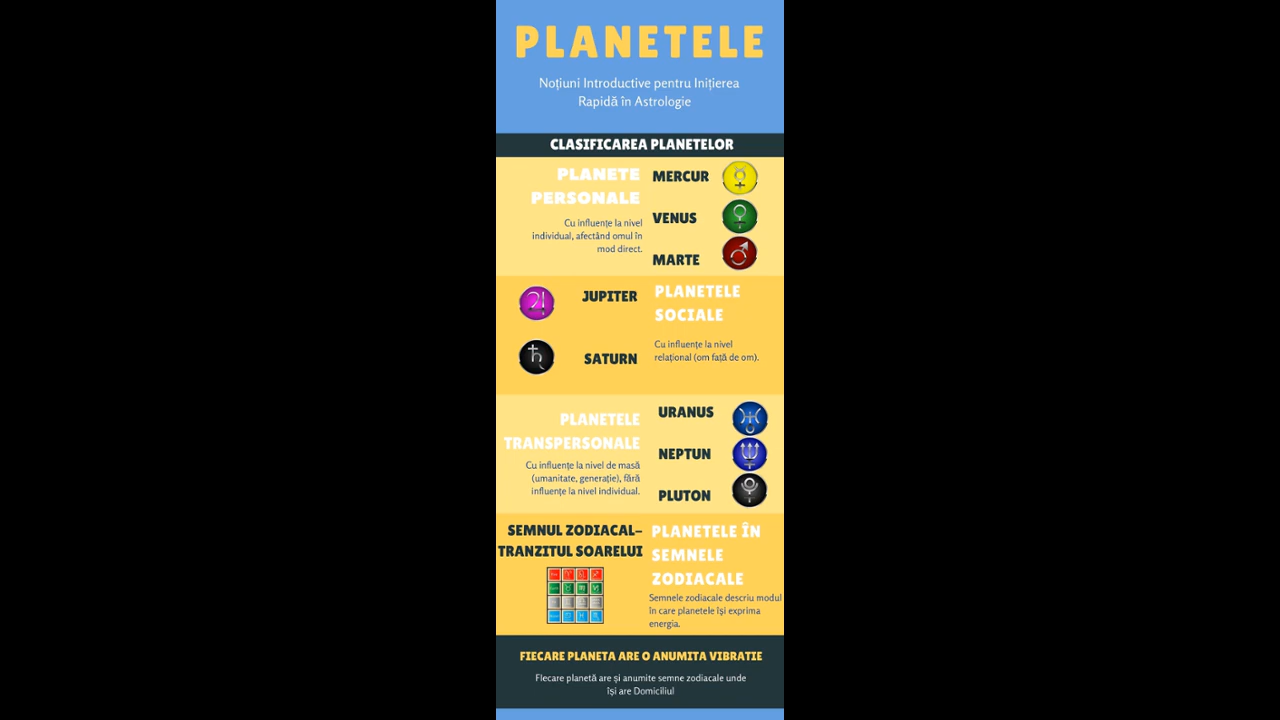 PLANETELE
Noțiuni Introductive pentru Inițierea
Rapidă în Astrologie
CLASIFICAREA PLANETELOR
PLANETE
PERSONALE
Cu influențe la nivel
individual, afectând omul în
mod direct.
MERCUR
VENUS
MARTE
JUPITER
SATURN
PLANETELE
SOCIALE
Cu influențe la nivel
relațional (om față de om).
PLANETELE
TRANSPERSONALE
Cu influențe la nivel de masă
(umanitate, generație), fără
influențe la nivel individual.
URANUS
NEPTUN
PLUTON
SEMNUL ZODIACAL-
TRANZITUL SOARELUI
PLANETELE ÎN
SEMNELE
ZODIACALE
Semnele zodiacale descriu modul
în care planetele își exprima
energia.
FIECARE PLANETA ARE O ANUMITA VIBRATIE
Fiecare planetă are și anumite semne zodiacale unde
își are Domiciliul